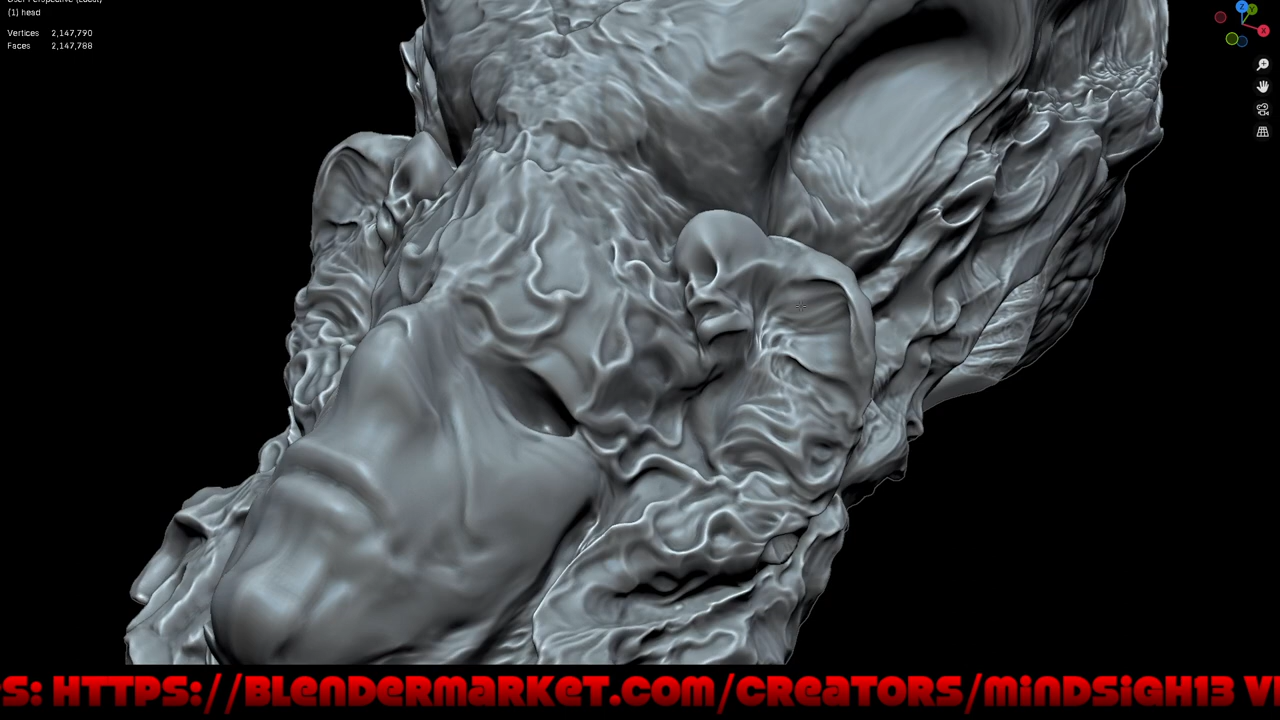 (1) head
Vertices 2,147,790
Faces 2,147,788
S: HTTPS://BLENDERMARKET.COM/CREATORS/MINDSIGH13 V